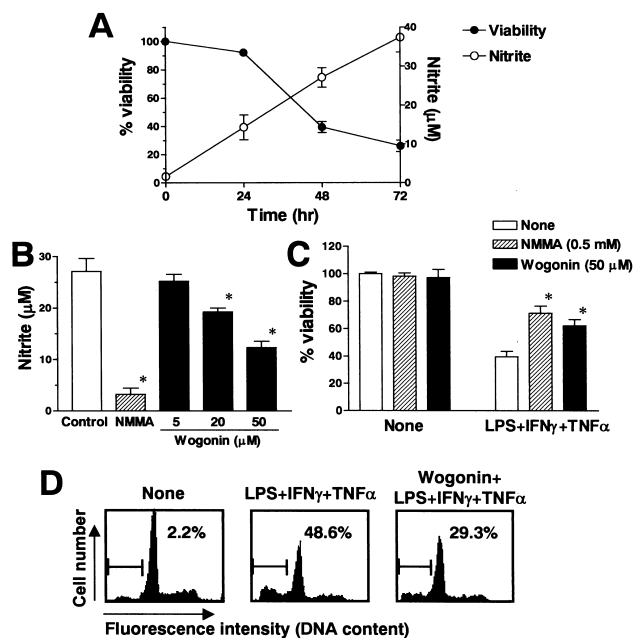 A
Viability
Nitrite
% viability
100
80
60
40
20
0
Nitrite (μM)
40
30
20
10
0
0 24 48 72
Time (hr)
B
Nitrite (μM)
30
20
10
0
*
*
*
Control NMMA 5 20 50
Wogonin (μM)
C
None
NMMA (0.5 mM)
Wogonin (50 μM)
% viability
120
100
80
60
40
20
0
* *
None LPS+IFNγ+TNFα
D
None LPS+IFNγ+TNFα Wogonin+
LPS+IFNγ+TNFα
Cell number
2.2% 48.6% 29.3%
Fluorescence intensity (DNA content)